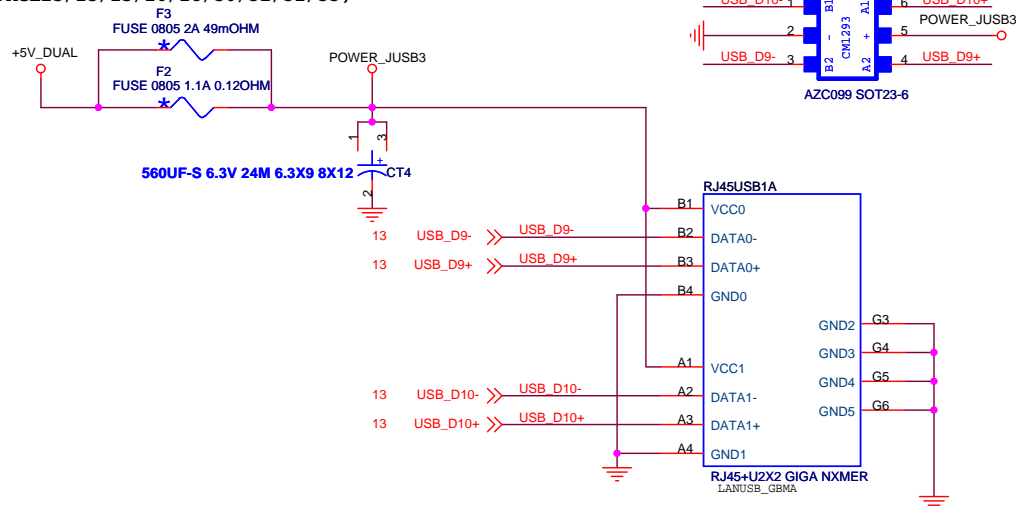 F3
FUSE 0805 2A 49mOHM
+5V_DUAL
F2
FUSE 0805 1.1A 0.12OHM
POWER_JUSB3
1
3
560UF-S 6.3V 24M 6.3X9 8X12
+
CT4
2
USB_D10-
1
B1
A1
6
USB_D10+
2
-
CM1293
+
5
POWER_JUSB3
USB_D9-
3
B2
A2
4
USB_D9+
AZC099 SOT23-6
RJ45USB1A
B1
VCC0
13
USB_D9-
USB_D9-
B2
DATA0-
13
USB_D9+
USB_D9+
B3
DATA0+
B4
GND0
GND2
G3
GND3
G4
A1
VCC1
GND4
G5
13
USB_D10-
USB_D10-
A2
DATA1-
GND5
G6
13
USB_D10+
USB_D10+
A3
DATA1+
A4
GND1
RJ45+U2X2 GIGA NXMER
LANUSB_GBMA